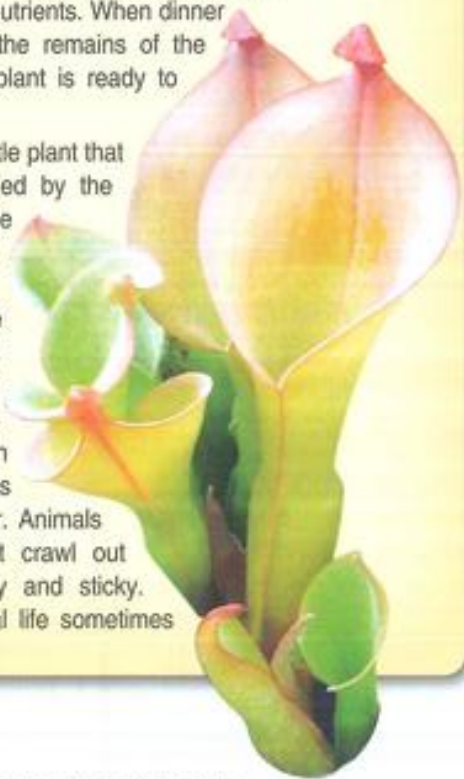 utrients. When dinner
the remains of the
plant is ready to
tle plant that
ed by the
e
e
n
s
r. Animals
t crawl out
y and sticky.
l life sometimes